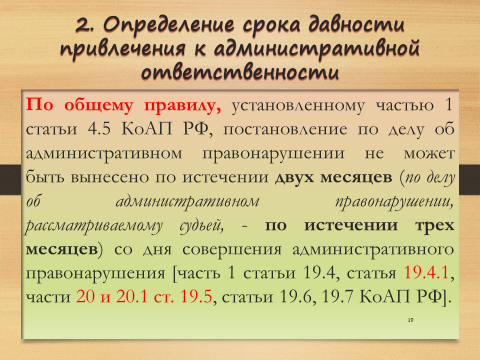 2. Определение срока давности
привлечения к административной
ответственности
По общему правилу, установленному частью 1
статьи 4.5 КоАП РФ, постановление по делу об
административном правонарушении не может
быть вынесено по истечении двух месяцев (по делу
об административном правонарушении,
рассматриваемому судьей, - по истечении трех
месяцев) со дня совершения административного
правонарушения [часть 1 статьи 19.4, статья 19.4.1,
части 20 и 20.1 ст. 19.5, статьи 19.6, 19.7 КоАП РФ].
19